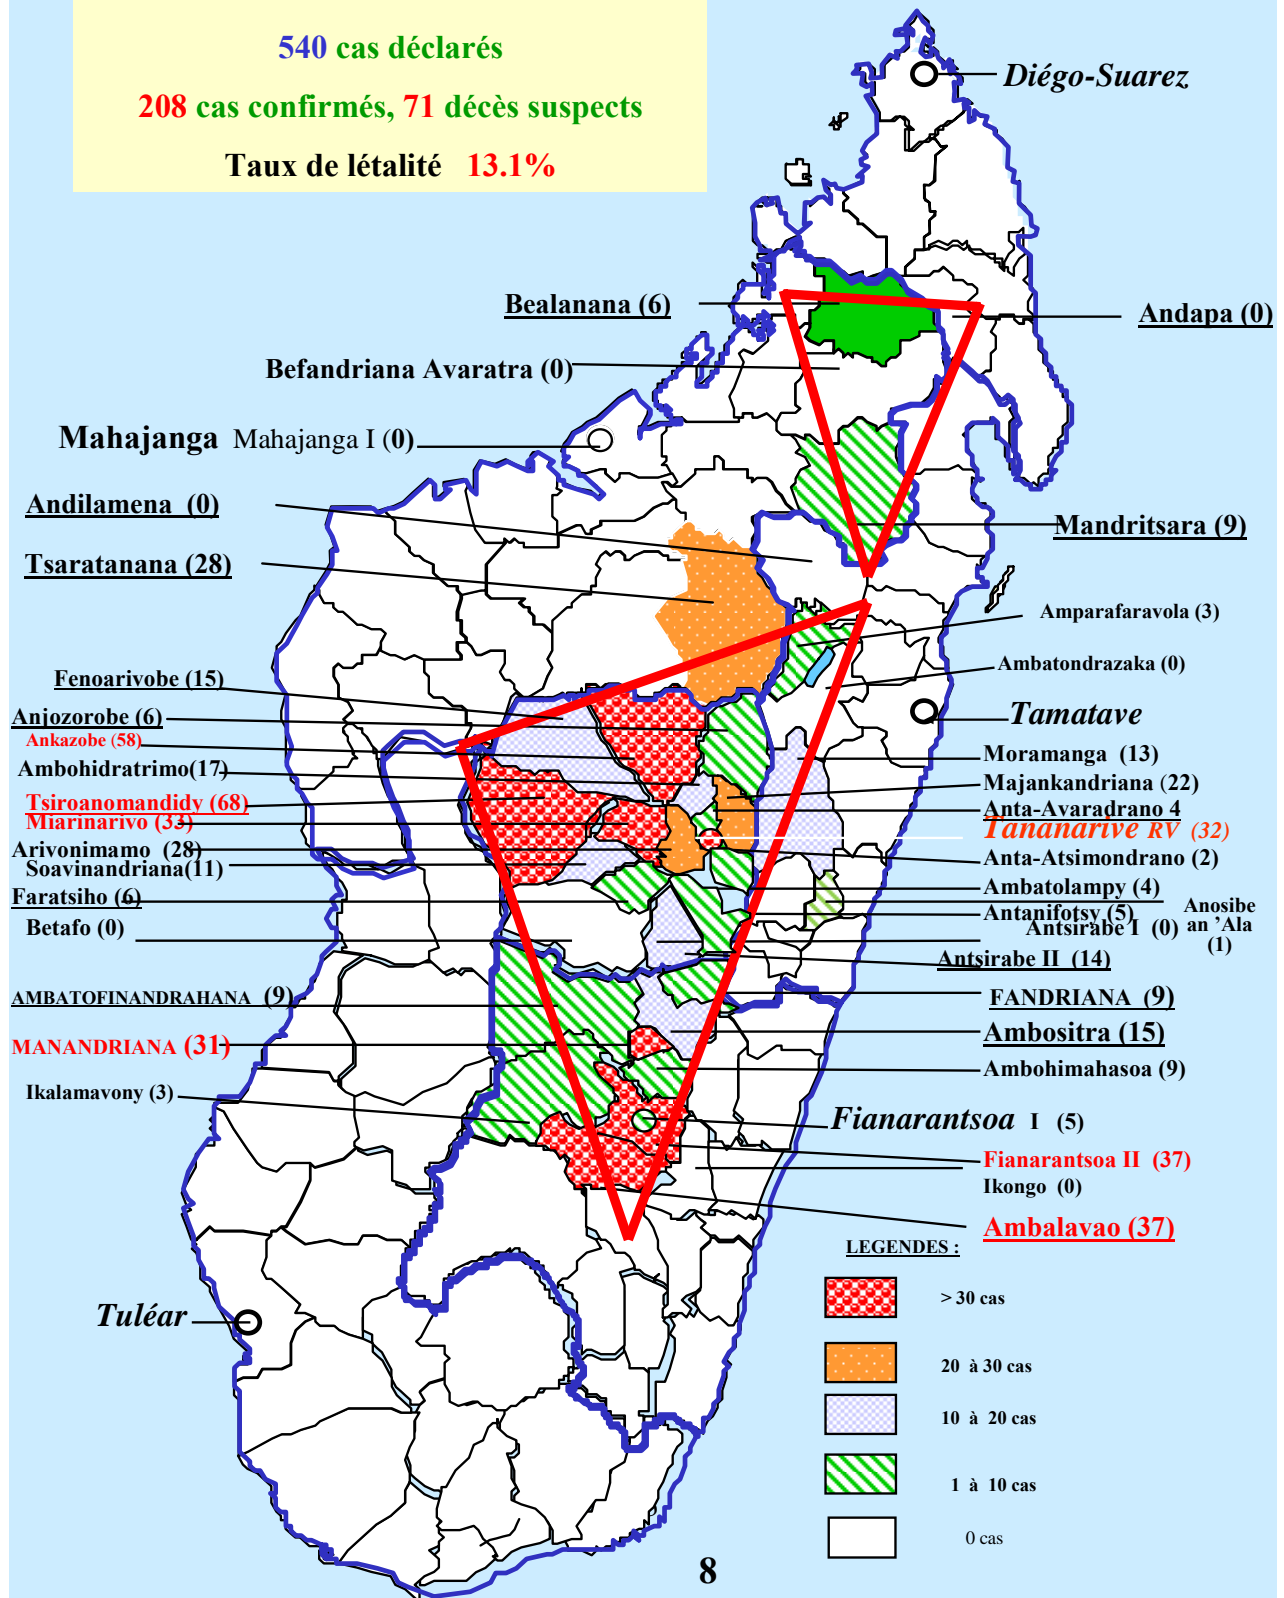 540 cas déclarés
208 cas confirmés, 71 décès suspects
Taux de létalité 13.1%
Diégo-Suarez
Bealanana (6)
Andapa (0)
Befandriana Avaratra (0)
Mahajanga Mahajanga I (0)
Andilamena (0)
Mandritsara (9)
Tsaratanana (28)
Amparafaravola (3)
Ambatondrazaka (0)
Fenoarivobe (15)
Anjozorobe (6)
Tamatave
Ankazobe (58)
Moramanga (13)
Ambohidratrimo(17)
Majankandriana (22)
Tsiroanomandidy (68)
Anta-Avaradrano 4
Miarinarivo (33)
Tananarive RV (32)
Arivonimamo (28)
Anta-Atsimondrano (2)
Soavinandriana(11)
Ambatolampy (4)
Faratsiho (6)
Antanifotsy (5)
Anosibe
an ’Ala
(1)
Betafo (0)
Antsirabe I (0)
Antsirabe II (14)
AMBATOFINANDRAHANA (9)
FANDRIANA (9)
Ambositra (15)
MANANDRIANA (31)
Ambohimahasoa (9)
Ikalamavony (3)
Fianarantsoa I (5)
Fianarantsoa II (37)
Ikongo (0)
Ambalavao (37)
LEGENDES :
> 30 cas
Tuléar
20 à 30 cas
10 à 20 cas
1 à 10 cas
0 cas
8